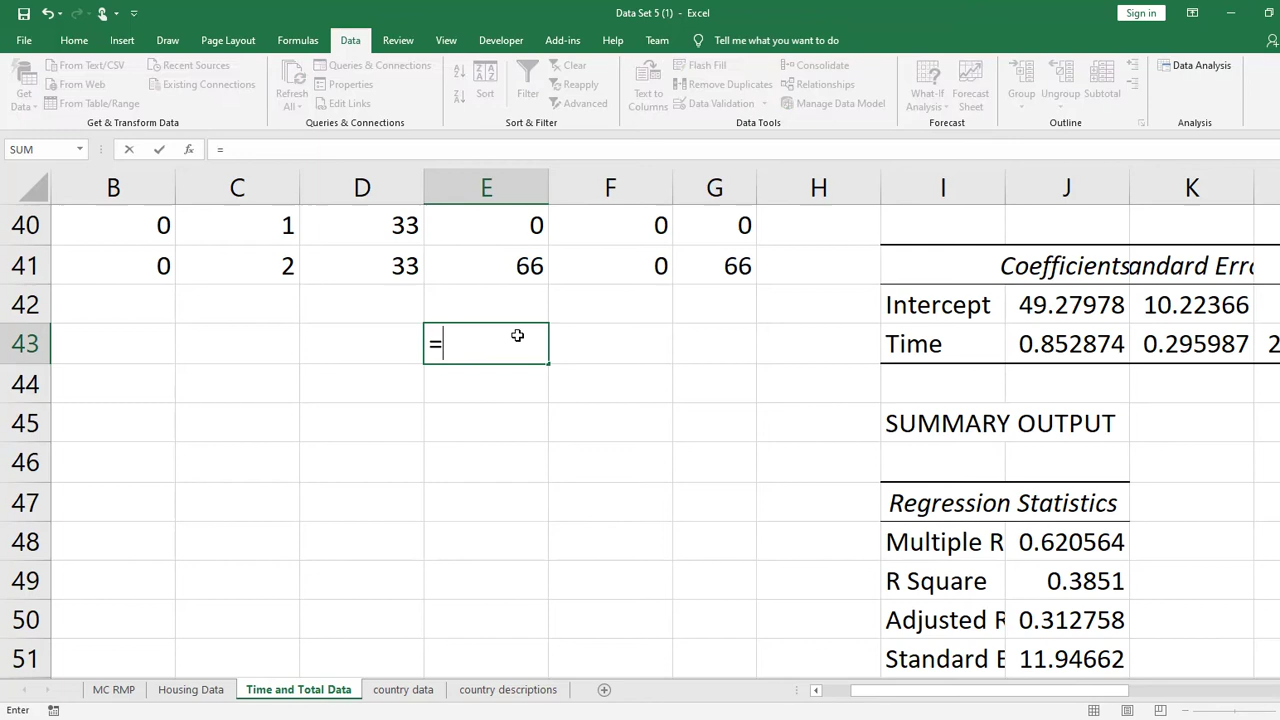 Data Set 5 (1) - Excel
Sign in
File Home Insert Draw Page Layout Formulas Data Review View Developer Add-ins Help Team Tell me what you want to do
Get Data
From Text/CSV
From Web
From Table/Range
Recent Sources
Existing Connections
Get & Transform Data
Refresh All
Queries & Connections
Properties
Edit Links
Queries & Connections
Sort
Filter
Clear
Reapply
Advanced
Sort & Filter
Text to Columns
Flash Fill
Remove Duplicates
Data Validation
Consolidate
Relationships
Manage Data Model
Data Tools
What-If Analysis
Forecast Sheet
Forecast
Group
Ungroup
Subtotal
Outline
Data Analysis
Analysis
SUM fx =
B C D E F G H I J K
40 0 1 33 0 0 0
41 0 2 33 66 0 66 Coefficients andard Erro
42 Intercept 49.27978 10.22366
43 = Time 0.852874 0.295987 2
44
45 SUMMARY OUTPUT
46
47 Regression Statistics
48 Multiple R 0.620564
49 R Square 0.3851
50 Adjusted R 0.312758
51 Standard E 11.94662
MC RMP Housing Data Time and Total Data country data country descriptions
Enter